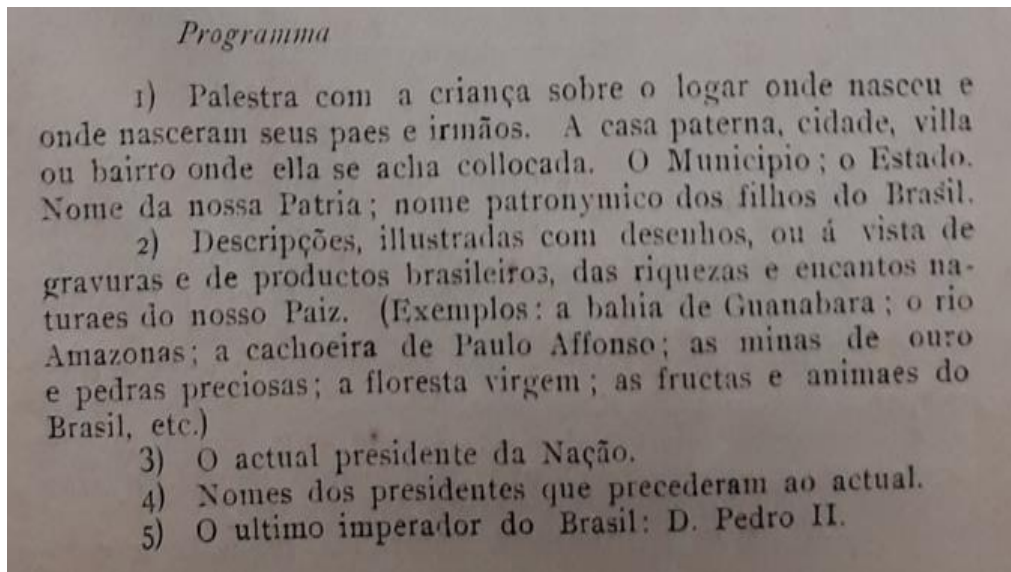 Programma
1) Palestra com a criança sobre o logar onde nasceu e
onde nasceram seus paes e irmãos. A casa paterna, cidade, villa
ou bairro onde ella se acha collocada. O Municipio; o Estado.
Nome da nossa Patria; nome patronymico dos filhos do Brasil.
2) Descripções, illustradas com desenhos, ou á vista de
gravuras e de productos brasileiros, das riquezas e encantos na-
turaes do nosso Paiz. (Exemplos: a bahia de Guanabara; o rio
Amazonas; a cachoeira de Paulo Affonso; as minas de ouro
e pedras preciosas; a floresta virgem; as fructas e animaes do
Brasil, etc.)
3) O actual presidente da Nação.
4) Nomes dos presidentes que precederam ao actual.
5) O ultimo imperador do Brasil: D. Pedro II.